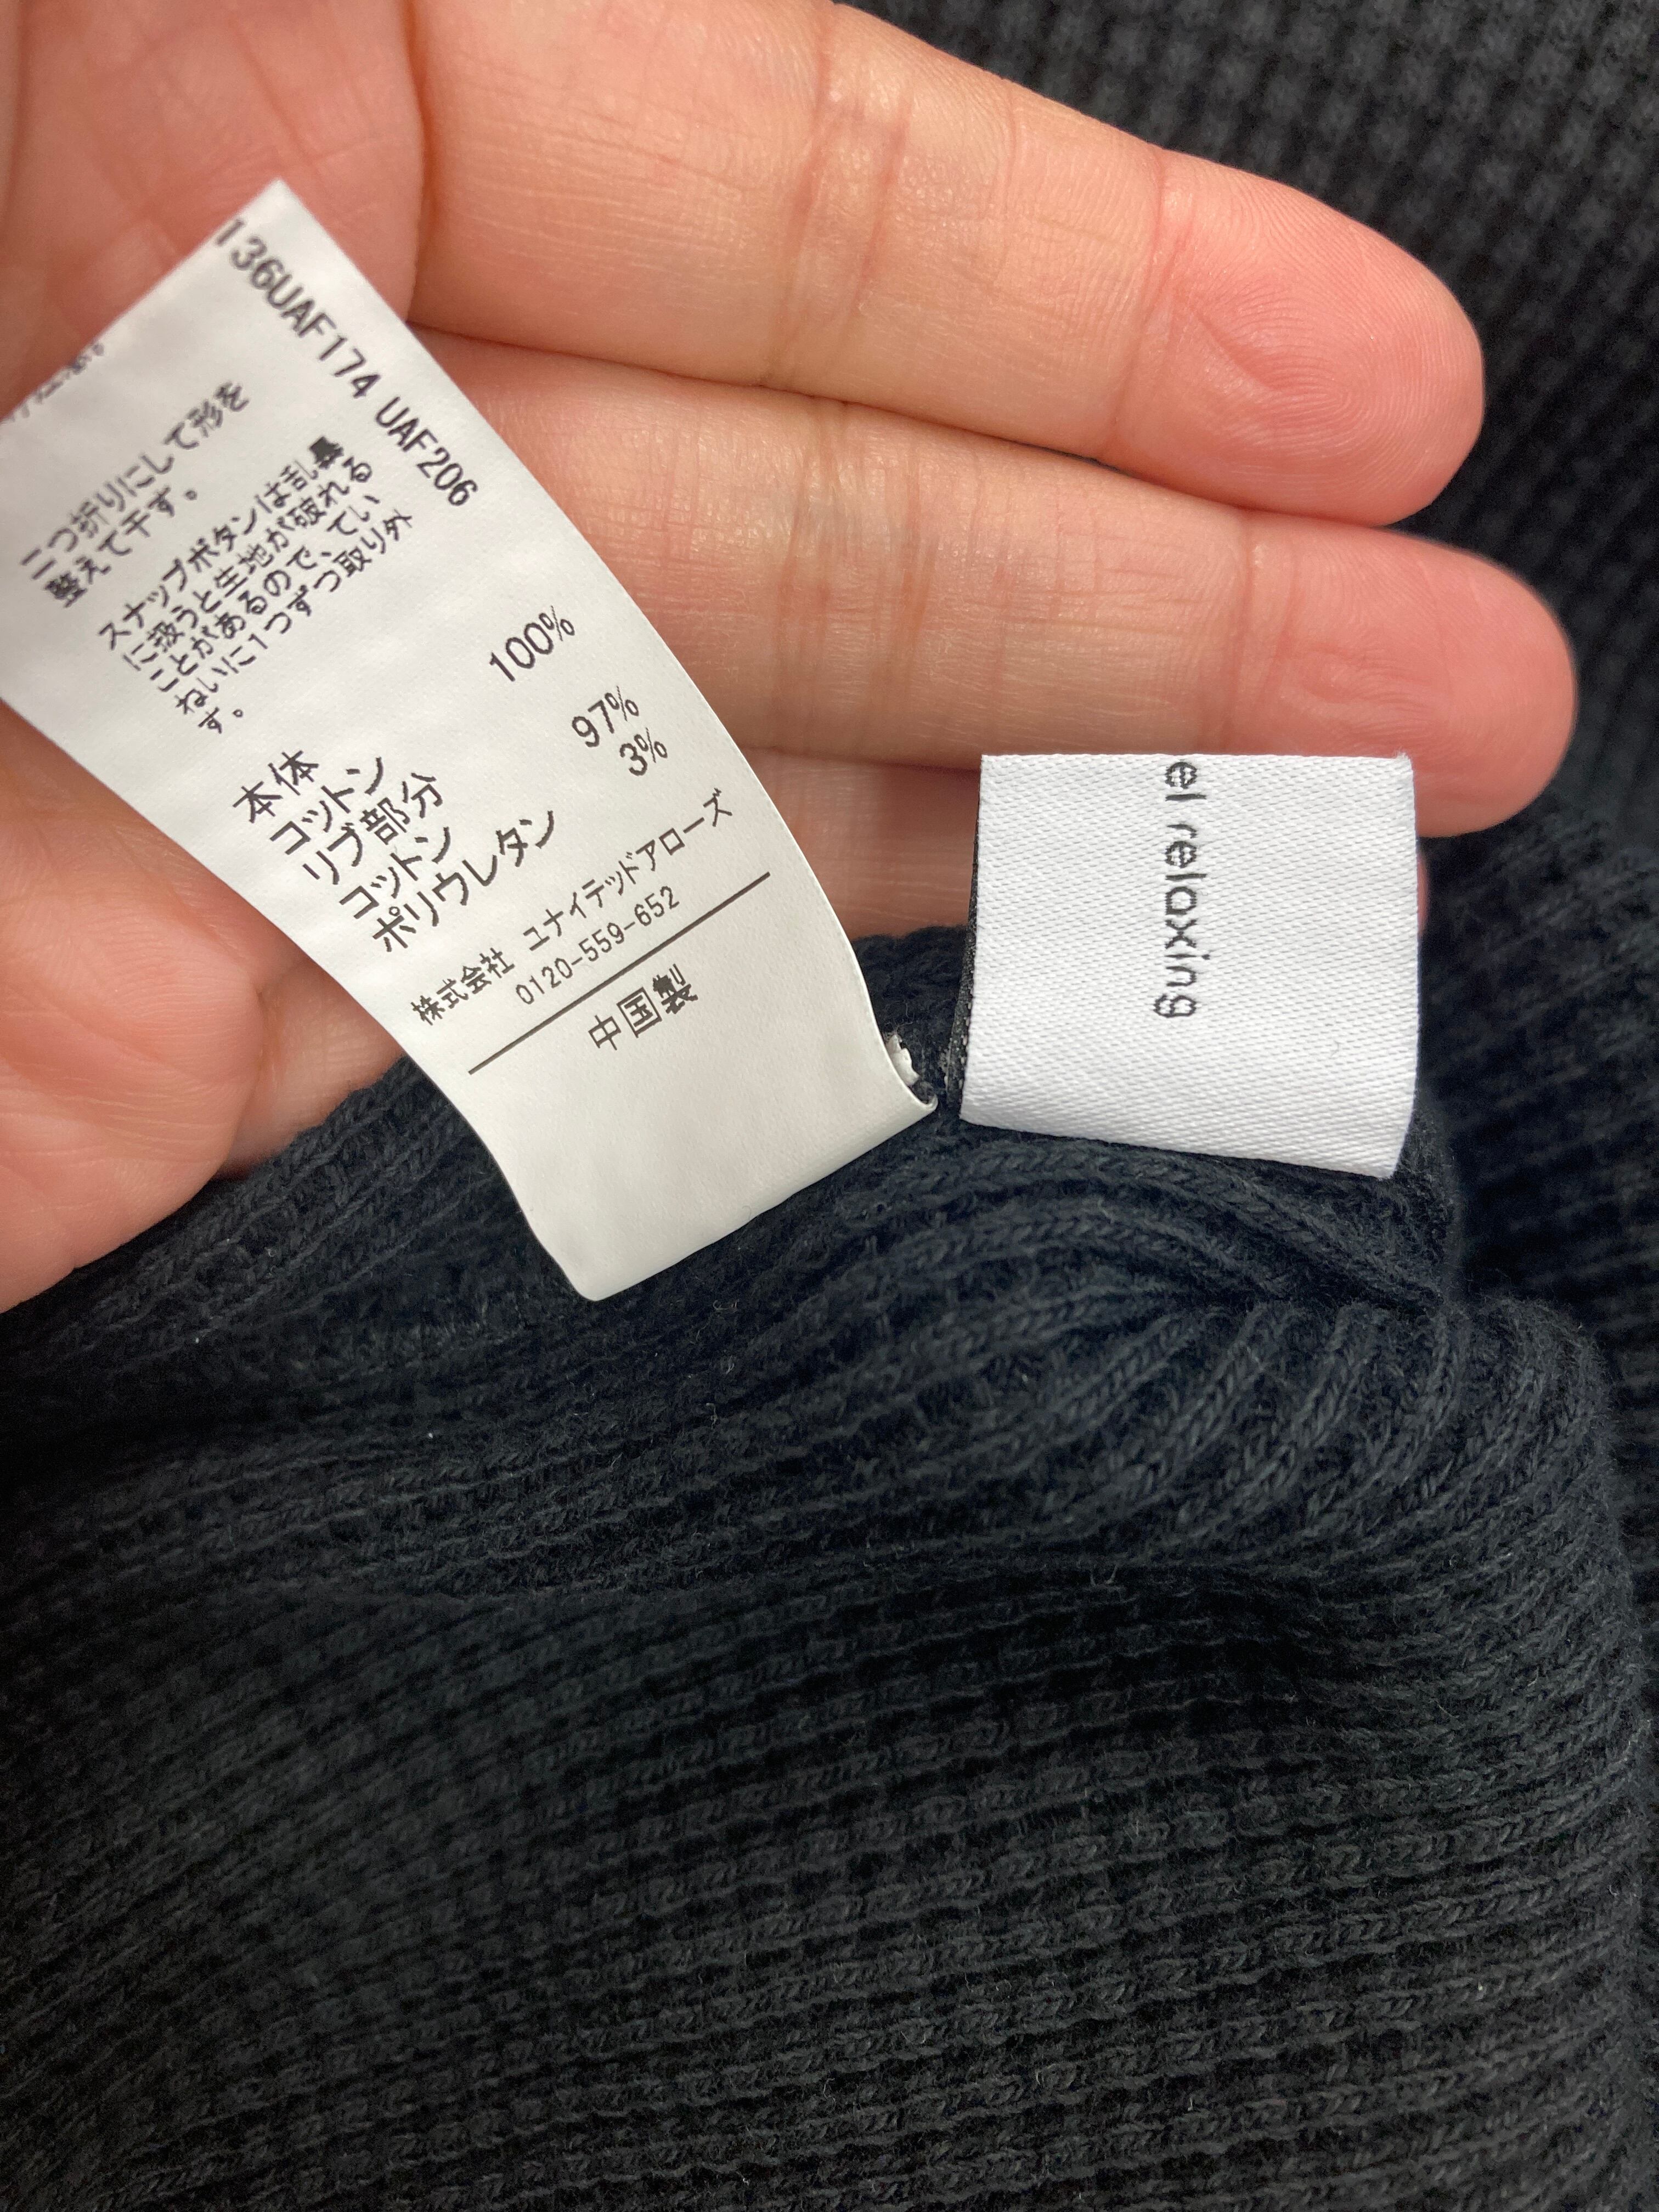 136UAF174 UAF206
二つ折りにして形を
整えて干す。
スナップボタンは乱暴
に扱うと生地が破れる
ことがあるので、てい
ねいに1つずつ取り外
す。
本体
コットン 100%
リブ部分
コットン 97%
ポリウレタン 3%
株式会社 ユナイテッドアローズ
0120-559-652
中国製
el relaxing